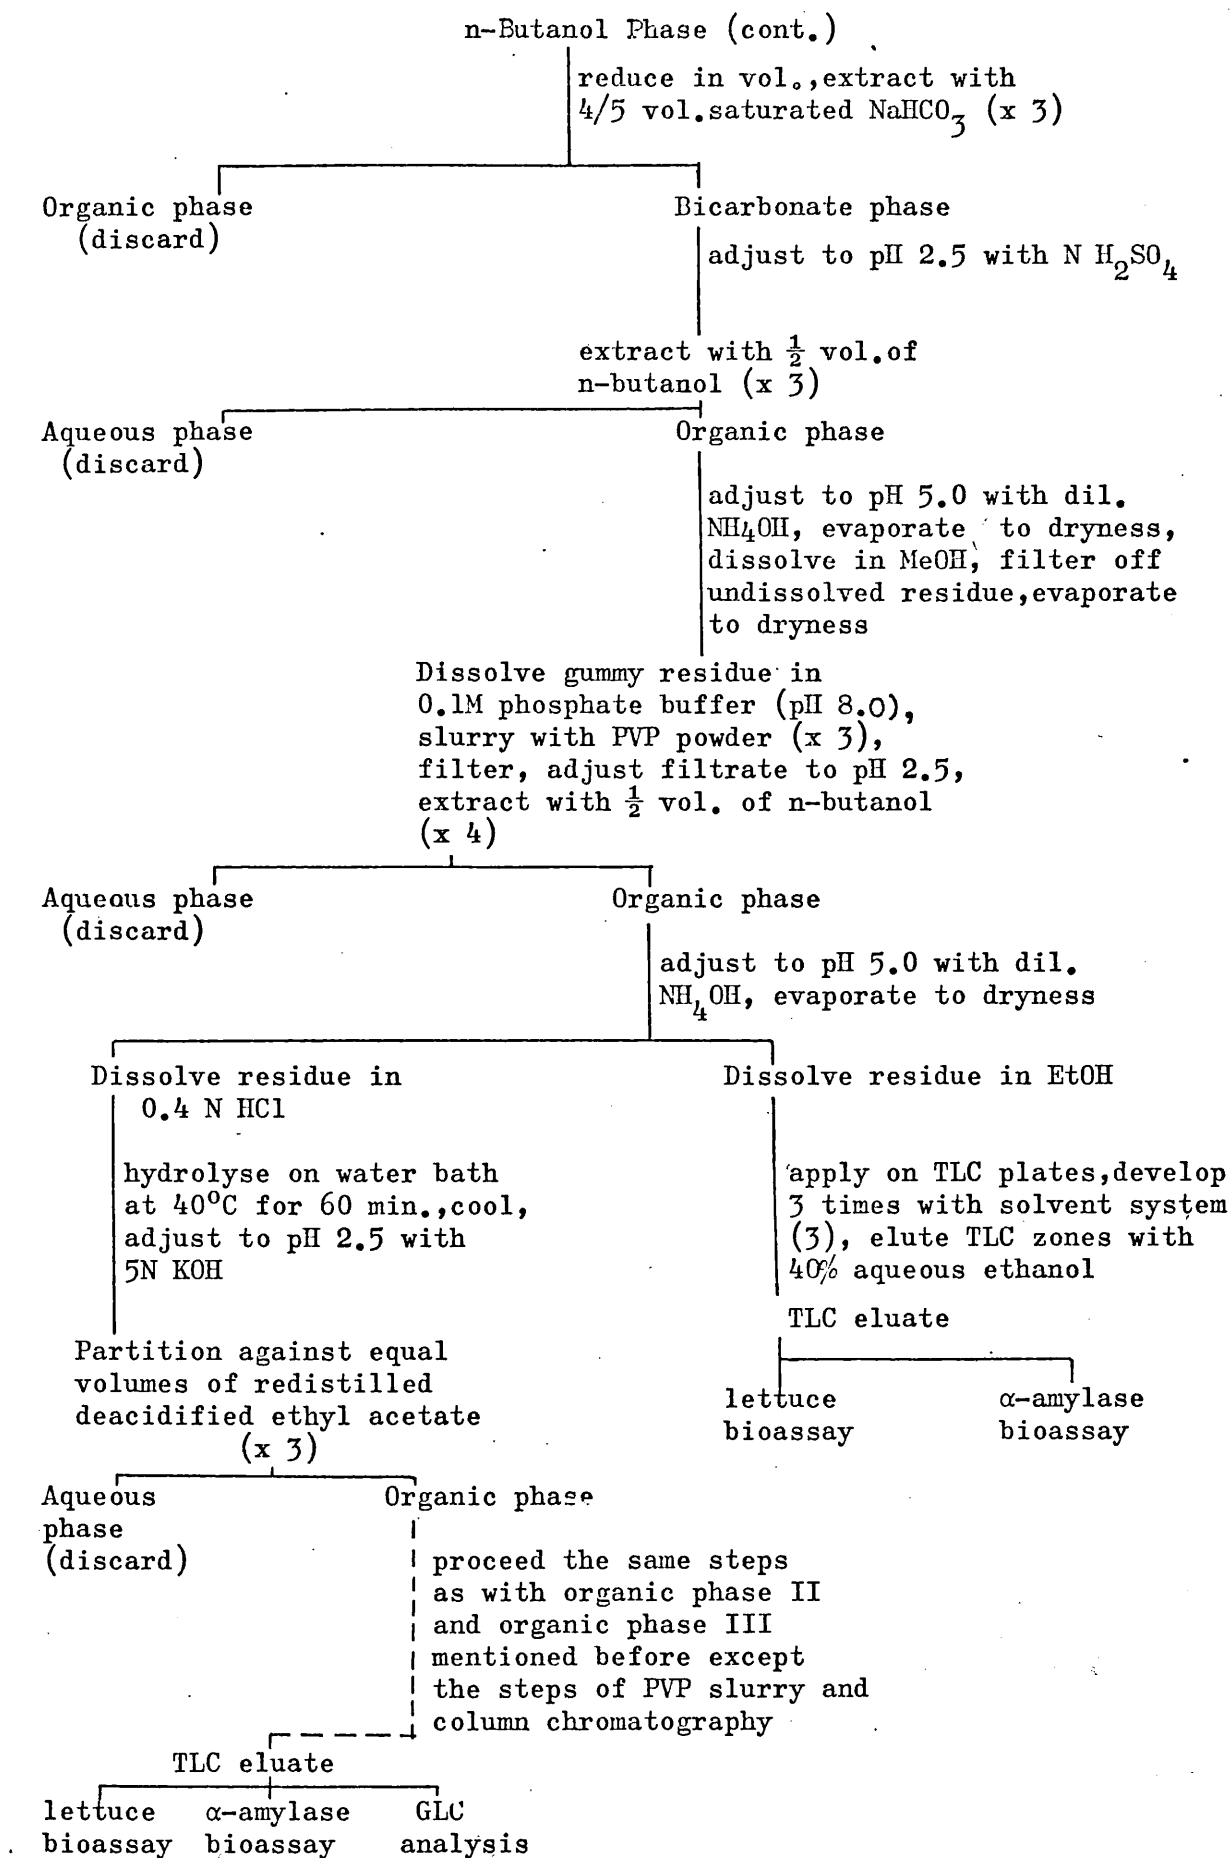 n-Butanol Phase (cont.)
reduce in vol.,extract with
4/5 vol.saturated NaHCO3 (x 3)
Organic phase
(discard)
Bicarbonate phase
adjust to pH 2.5 with N H2SO4
extract with ½ vol.of
n-butanol (x 3)
Aqueous phase
(discard)
Organic phase
adjust to pH 5.0 with dil.
NH4OH, evaporate to dryness,
dissolve in MeOH, filter off
undissolved residue,evaporate
to dryness
Dissolve gummy residue in
0.1M phosphate buffer (pH 8.0),
slurry with PVP powder (x 3),
filter, adjust filtrate to pH 2.5,
extract with ½ vol. of n-butanol
(x 4)
Aqueous phase
(discard)
Organic phase
adjust to pH 5.0 with dil.
NH4OH, evaporate to dryness
Dissolve residue in
0.4 N HCl
hydrolyse on water bath
at 40°C for 60 min.,cool,
adjust to pH 2.5 with
5N KOH
Partition against equal
volumes of redistilled
deacidified ethyl acetate
(x 3)
Dissolve residue in EtOH
apply on TLC plates,develop
3 times with solvent system
(3), elute TLC zones with
40% aqueous ethanol
TLC eluate
lettuce
bioassay
α-amylase
bioassay
Aqueous
phase
(discard)
Organic phase
proceed the same steps
as with organic phase II
and organic phase III
mentioned before except
the steps of PVP slurry and
column chromatography
TLC eluate
lettuce
bioassay
α-amylase
bioassay
GLC
analysis